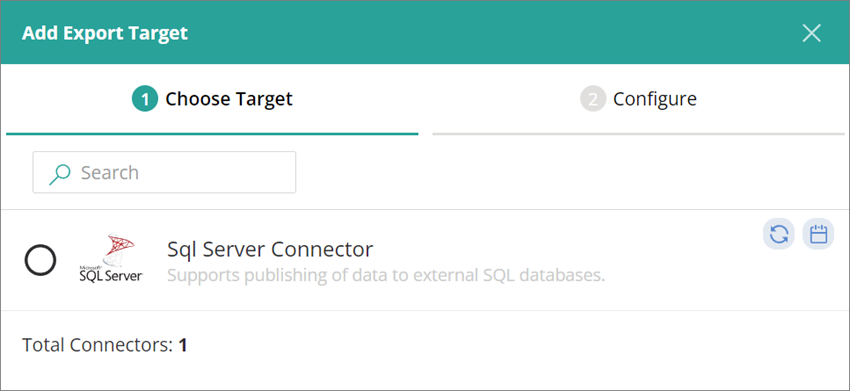 Add Export Target
1 Choose Target
2 Configure
Search
Microsoft
SQL Server
Sql Server Connector
Supports publishing of data to external SQL databases.
Total Connectors: 1